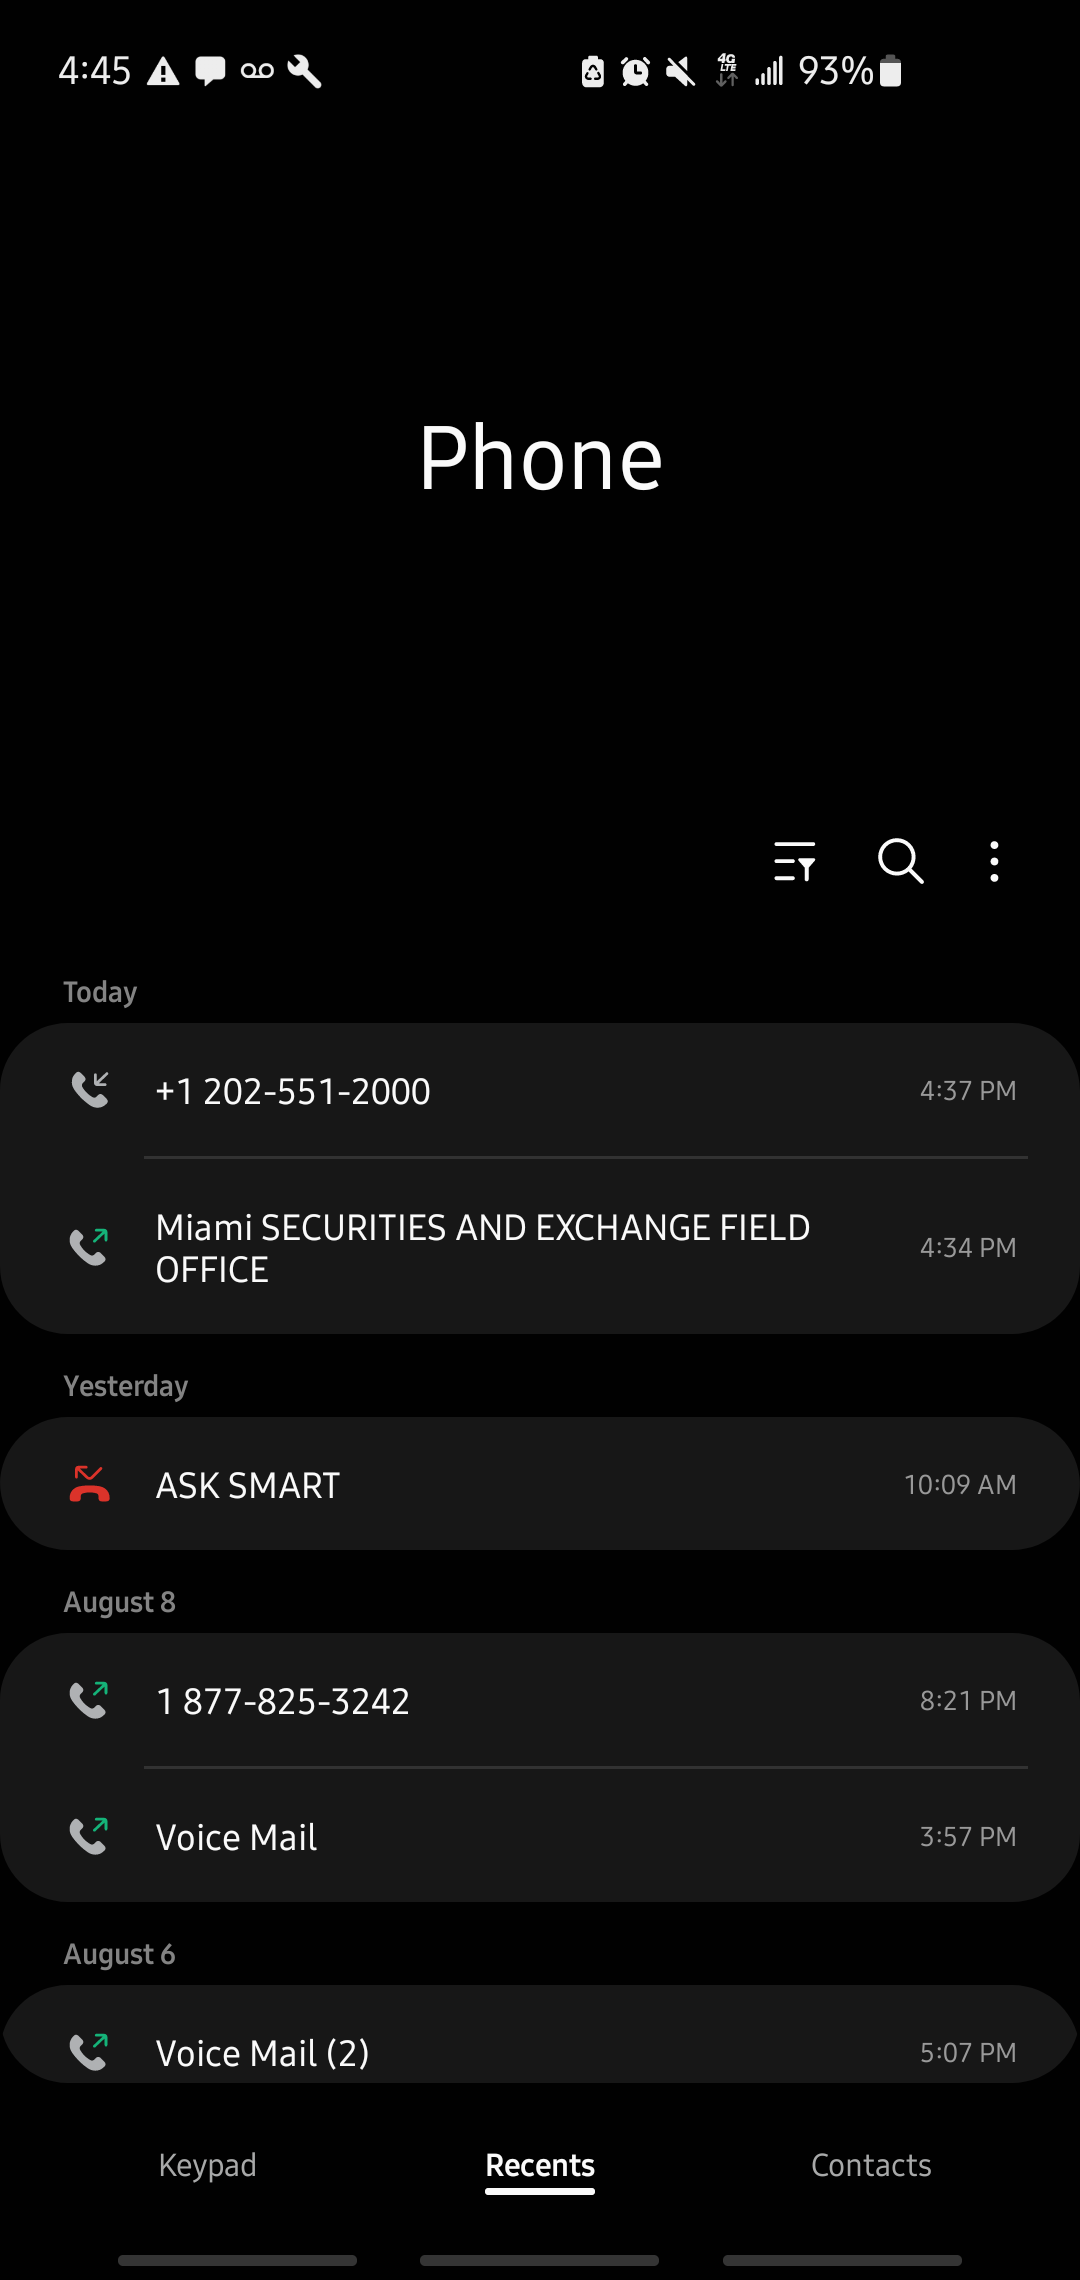 4:45 4G LTE 93%
Phone
Today
+1 202-551-2000 4:37 PM
Miami SECURITIES AND EXCHANGE FIELD
OFFICE 4:34 PM
Yesterday
ASK SMART 10:09 AM
August 8
1 877-825-3242 8:21 PM
Voice Mail 3:57 PM
August 6
Voice Mail (2) 5:07 PM
Keypad Recents Contacts